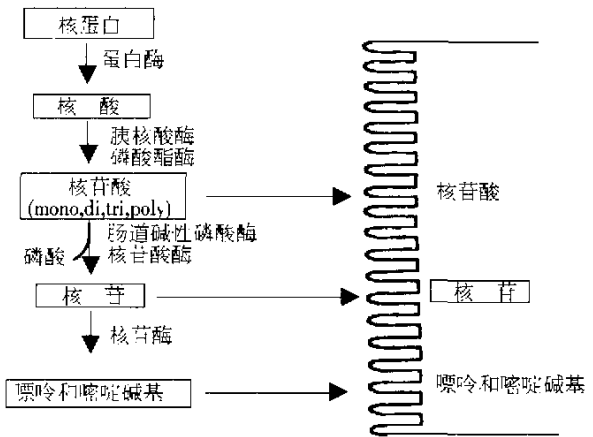 核蛋白
蛋白酶
核 酸
胰核酸酶
磷酸酯酶
核苷酸
(mono,di,tri,poly)
核苷酸
肠道碱性磷酸酶
磷酸
核苷酸酶
核 苷
核 苷
核苷酶
嘌呤和嘧啶碱基
嘌呤和嘧啶碱基